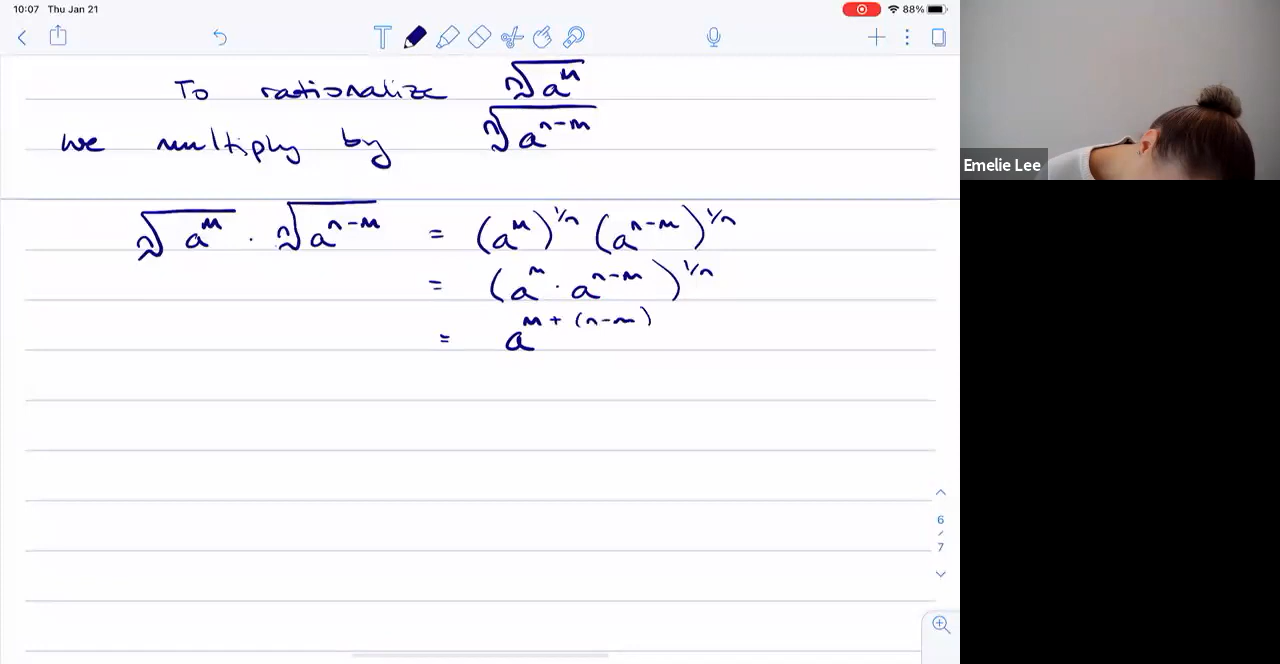 10:07 Thu Jan 21
88%
To rationalize ⁿ√aᵐ
we multiply by ⁿ√aⁿ⁻ᵐ
ⁿ√aᵐ · ⁿ√aⁿ⁻ᵐ = (aᵐ)^1/n (aⁿ⁻ᵐ)^1/n
= (aᵐ · aⁿ⁻ᵐ)^1/n
= a^m + (n-m)
Emelie Lee
6
/
7